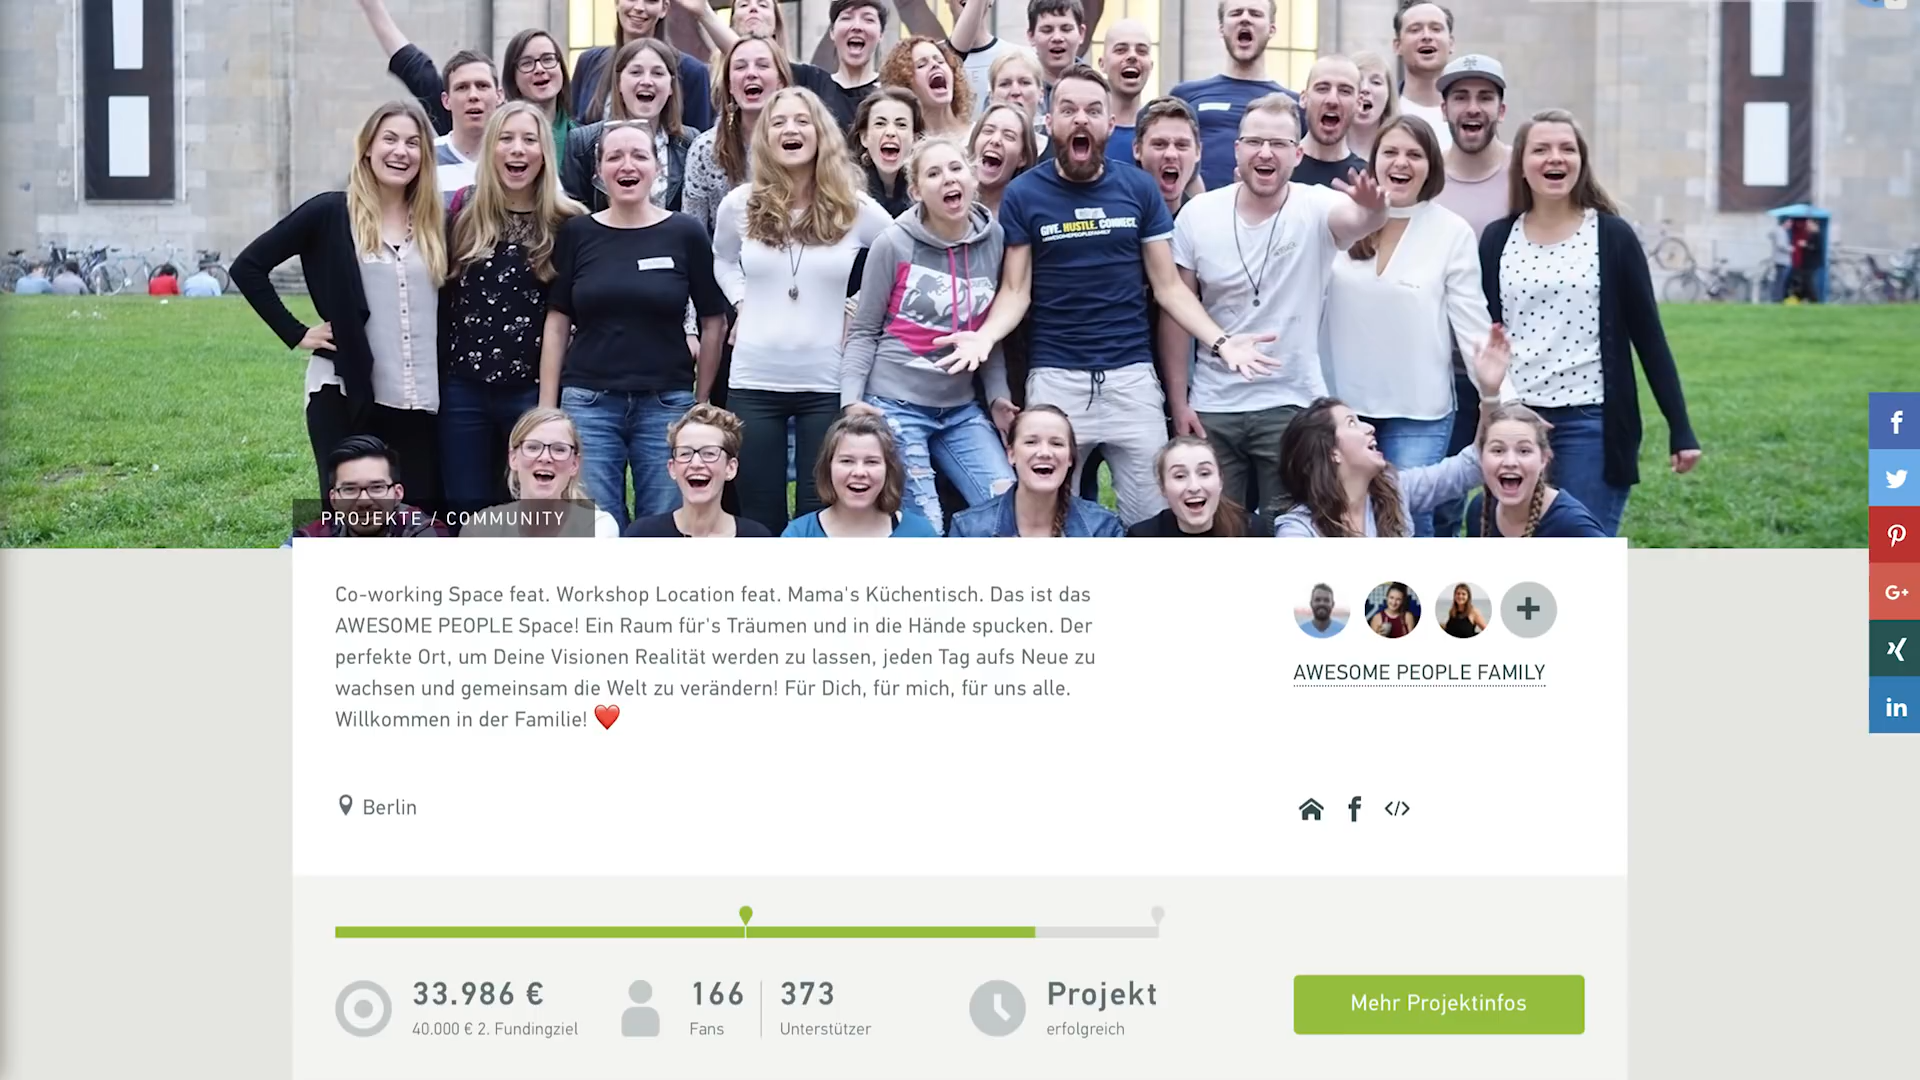 GIVE. HUSTLE. CONNECT.
#AWESOMEPEOPLEFAMILY
PROJEKTE / COMMUNITY
Co-working Space feat. Workshop Location feat. Mama's Küchentisch. Das ist das
AWESOME PEOPLE Space! Ein Raum für's Träumen und in die Hände spucken. Der
perfekte Ort, um Deine Visionen Realität werden zu lassen, jeden Tag aufs Neue zu
wachsen und gemeinsam die Welt zu verändern! Für Dich, für mich, für uns alle.
Willkommen in der Familie! ❤️
AWESOME PEOPLE FAMILY
Berlin
33.986 €
40.000 € 2. Fundingziel
166
Fans
373
Unterstützer
Projekt
erfolgreich
Mehr Projektinfos